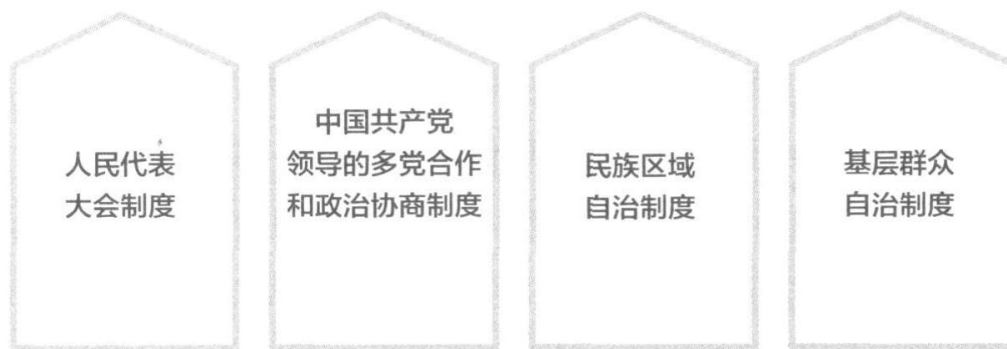 人民代表
大会制度
中国共产党
领导的多党合作
和政治协商制度
民族区域
自治制度
基层群众
自治制度